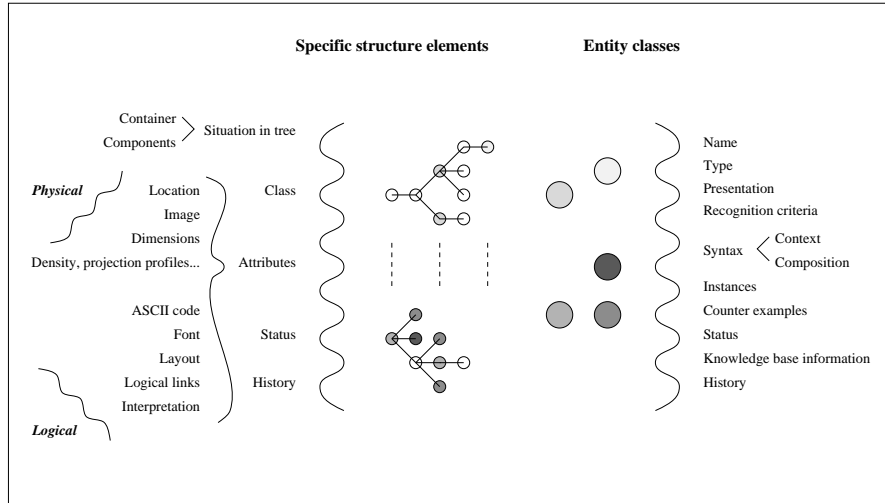 Specific structure elements
Entity classes
Container
Components
Situation in tree
Physical
Location
Image
Dimensions
Density, projection profiles...
ASCII code
Font
Layout
Logical links
Interpretation
Logical
Class
Attributes
Status
History
Name
Type
Presentation
Recognition criteria
Syntax
Context
Composition
Instances
Counter examples
Status
Knowledge base information
History